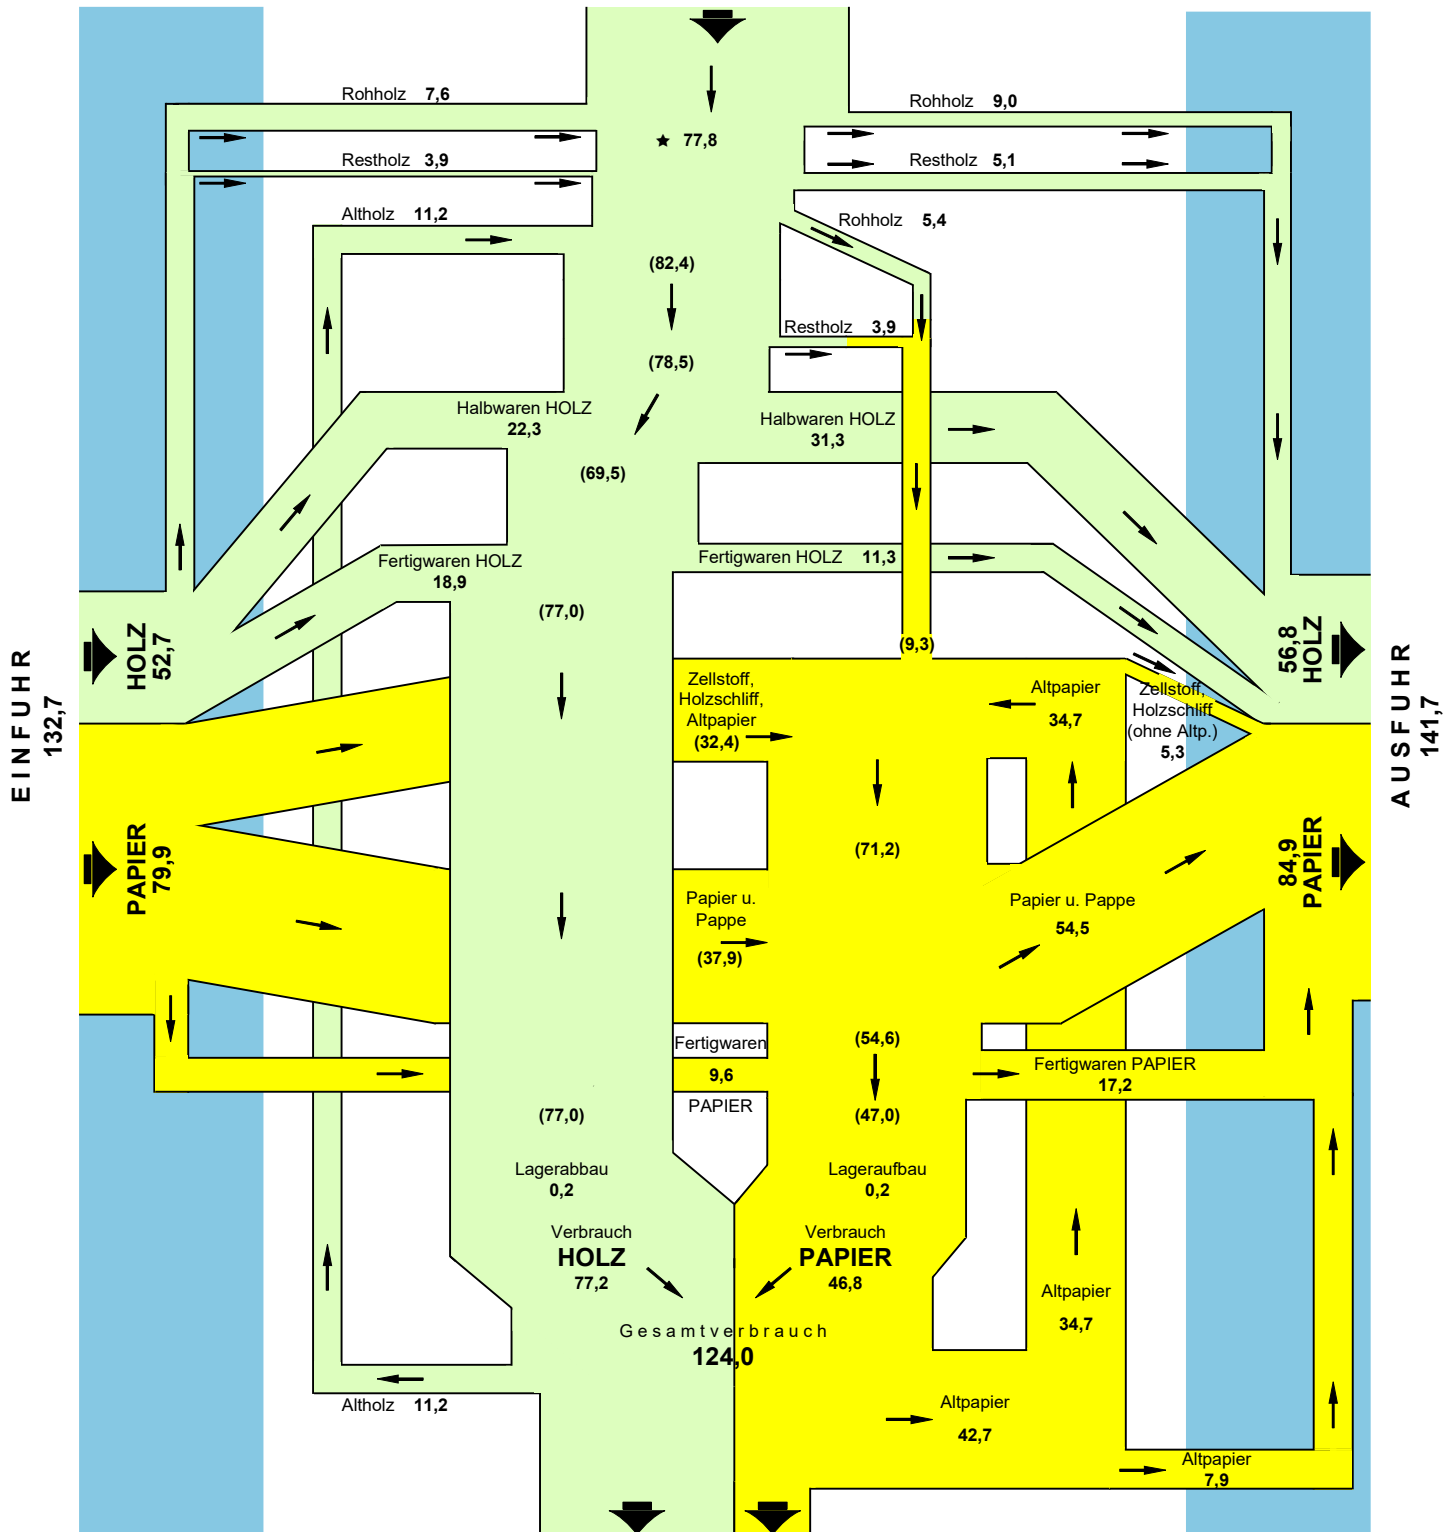 Rohholz 7,6
Rohholz 9,0
★ 77,8
Restholz 3,9
Restholz 5,1
Altholz 11,2
Rohholz 5,4
(82,4)
Restholz 3,9
(78,5)
Halbwaren HOLZ
22,3
Halbwaren HOLZ
31,3
(69,5)
Fertigwaren HOLZ
18,9
Fertigwaren HOLZ 11,3
(77,0)
(9,3)
EINFUHR
132,7
HOLZ
52,7
56,8
HOLZ
AUSFUHR
141,7
Zellstoff,
Holzschliff,
Altpapier
(32,4)
Altpapier
34,7
Zellstoff,
Holzschliff
(ohne Altp.)
5,3
PAPIER
79,9
(71,2)
84,9
PAPIER
Papier u.
Pappe
(37,9)
Papier u. Pappe
54,5
Fertigwaren
9,6
PAPIER
(54,6)
Fertigwaren PAPIER
17,2
(77,0)
(47,0)
Lagerabbau
0,2
Lageraufbau
0,2
Verbrauch
HOLZ
77,2
Verbrauch
PAPIER
46,8
Altpapier
34,7
Gesamtverbrauch
124,0
Altholz 11,2
Altpapier
42,7
Altpapier
7,9